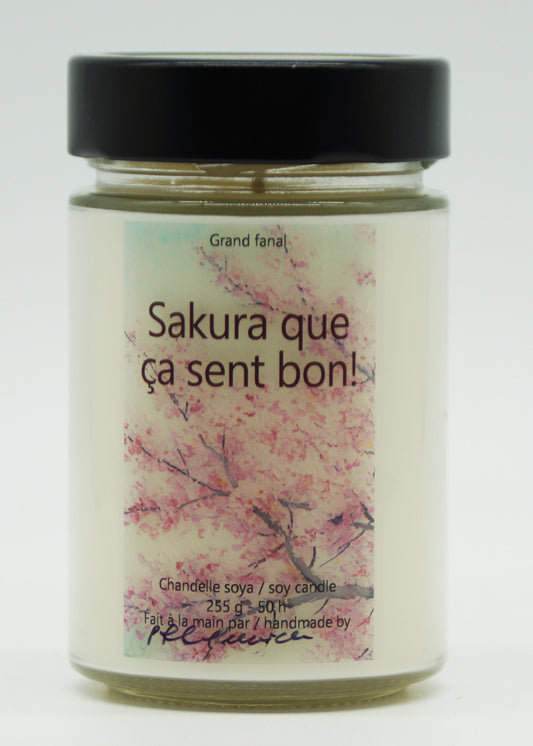 Grand fanal
Sakura que
ça sent bon!
Chandelle soya / soy candle
255 g - 50 h
Fait à la main par / handmade by